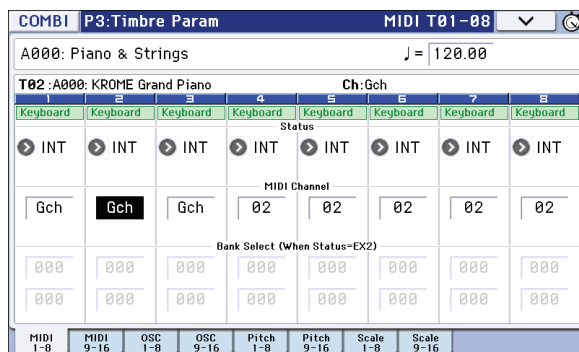 COMBI P3:Timbre Param MIDI T01-08
A000: Piano & Strings ♩= 120.00
T02 :A000: KROME Grand Piano Ch:Gch
1 2 3 4 5 6 7 8
Keyboard Keyboard Keyboard Keyboard Keyboard Keyboard Keyboard Keyboard
Status
INT INT INT INT INT INT INT INT
MIDI Channel
Gch Gch Gch 02 02 02 02 02
Bank Select (When Status=EX2)
000 000 000 000 000 000 000 000
000 000 000 000 000 000 000 000
MIDI 1-8 MIDI 9-16 OSC 1-8 OSC 9-16 Pitch 1-8 Pitch 9-16 Scale 1-8 Scale 9-16